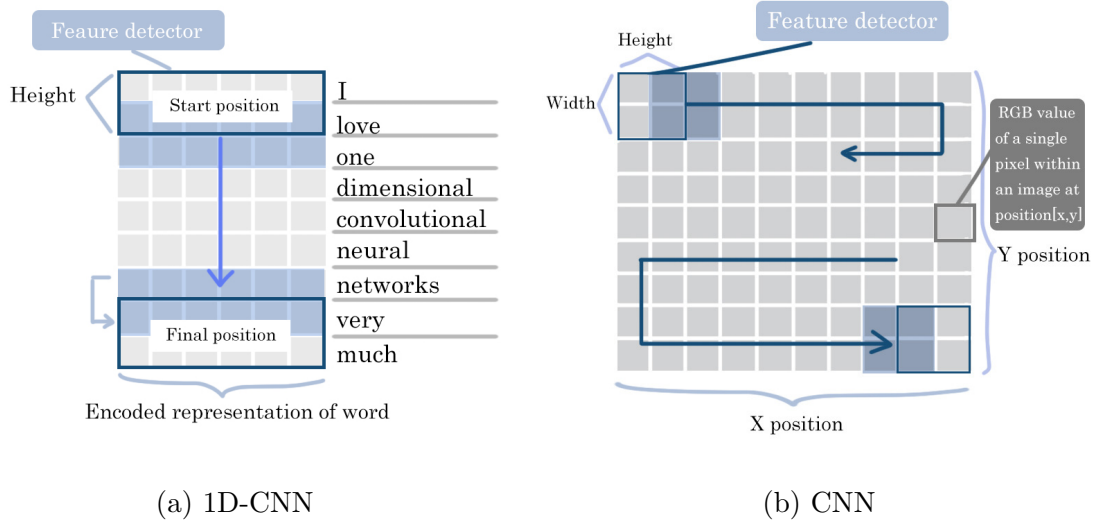 Feaure detector
Height
Start position
I
love
one
dimensional
convolutional
neural
networks
very
much
Final position
Encoded representation of word
(a) 1D-CNN
Feature detector
Height
Width
RGB value
of a single
pixel within
an image at
position[x,y]
Y position
X position
(b) CNN